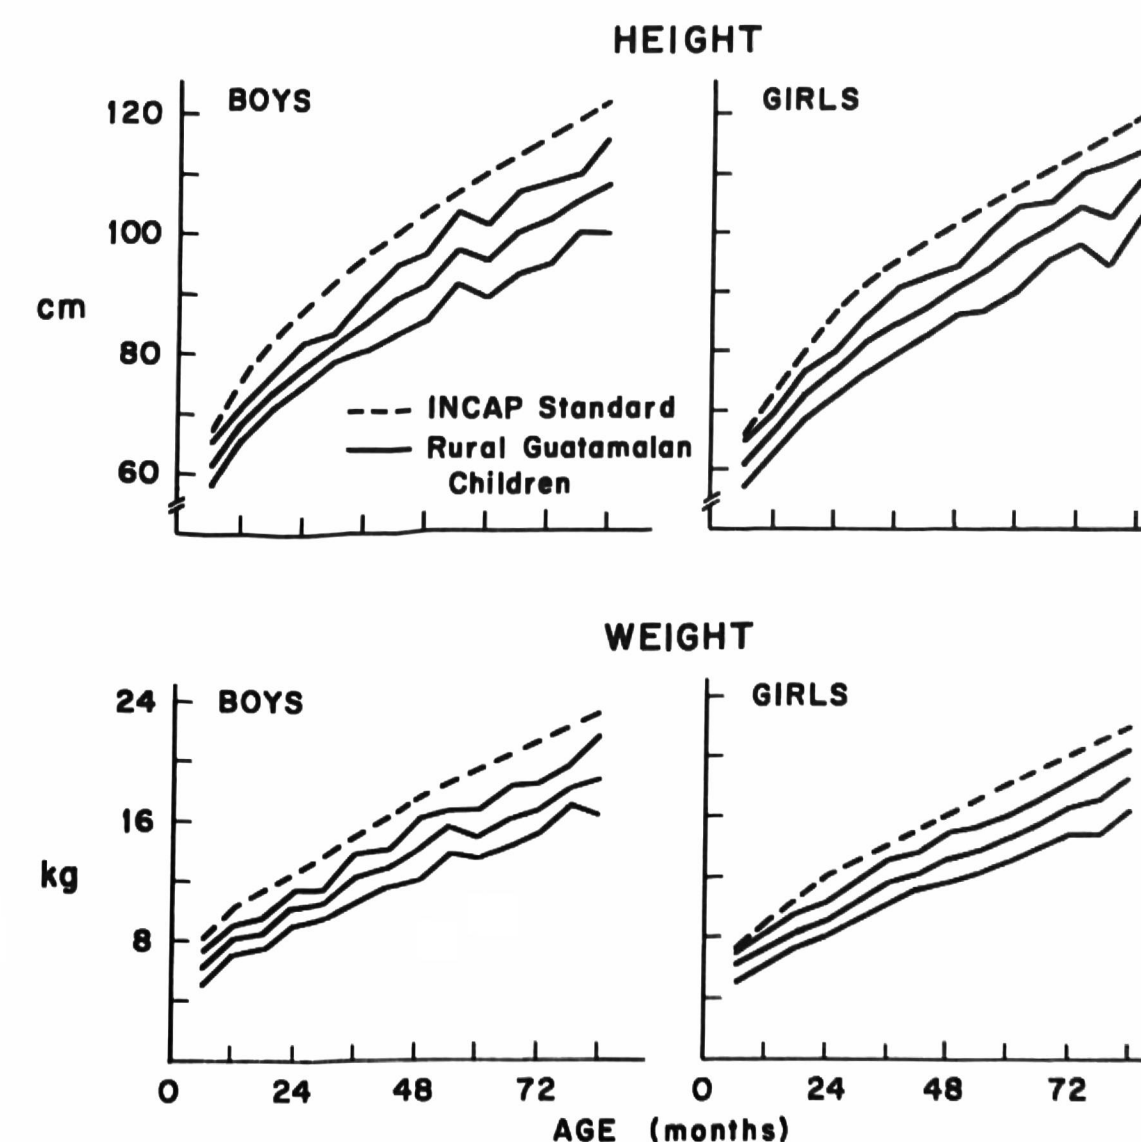 HEIGHT
BOYS
GIRLS
120
100
cm
80
60
INCAP Standard
Rural Guatamalan
Children
WEIGHT
BOYS
GIRLS
24
16
kg
8
0 24 48 72
0 24 48 72
AGE (months)